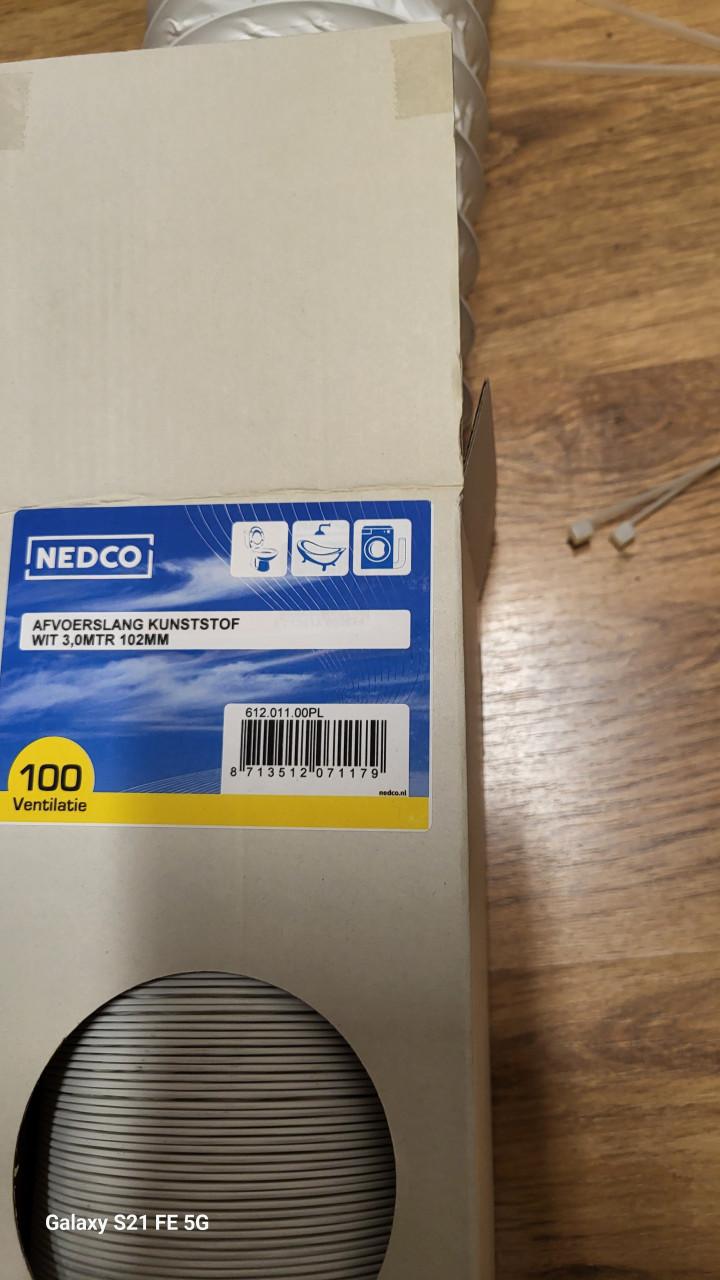 NEDCO
AFVOERSLANG KUNSTSTOF
WIT 3,0MTR 102MM
612.011.00PL
8 713512 071179
nedco.nl
100
Ventilatie
Galaxy S21 FE 5G